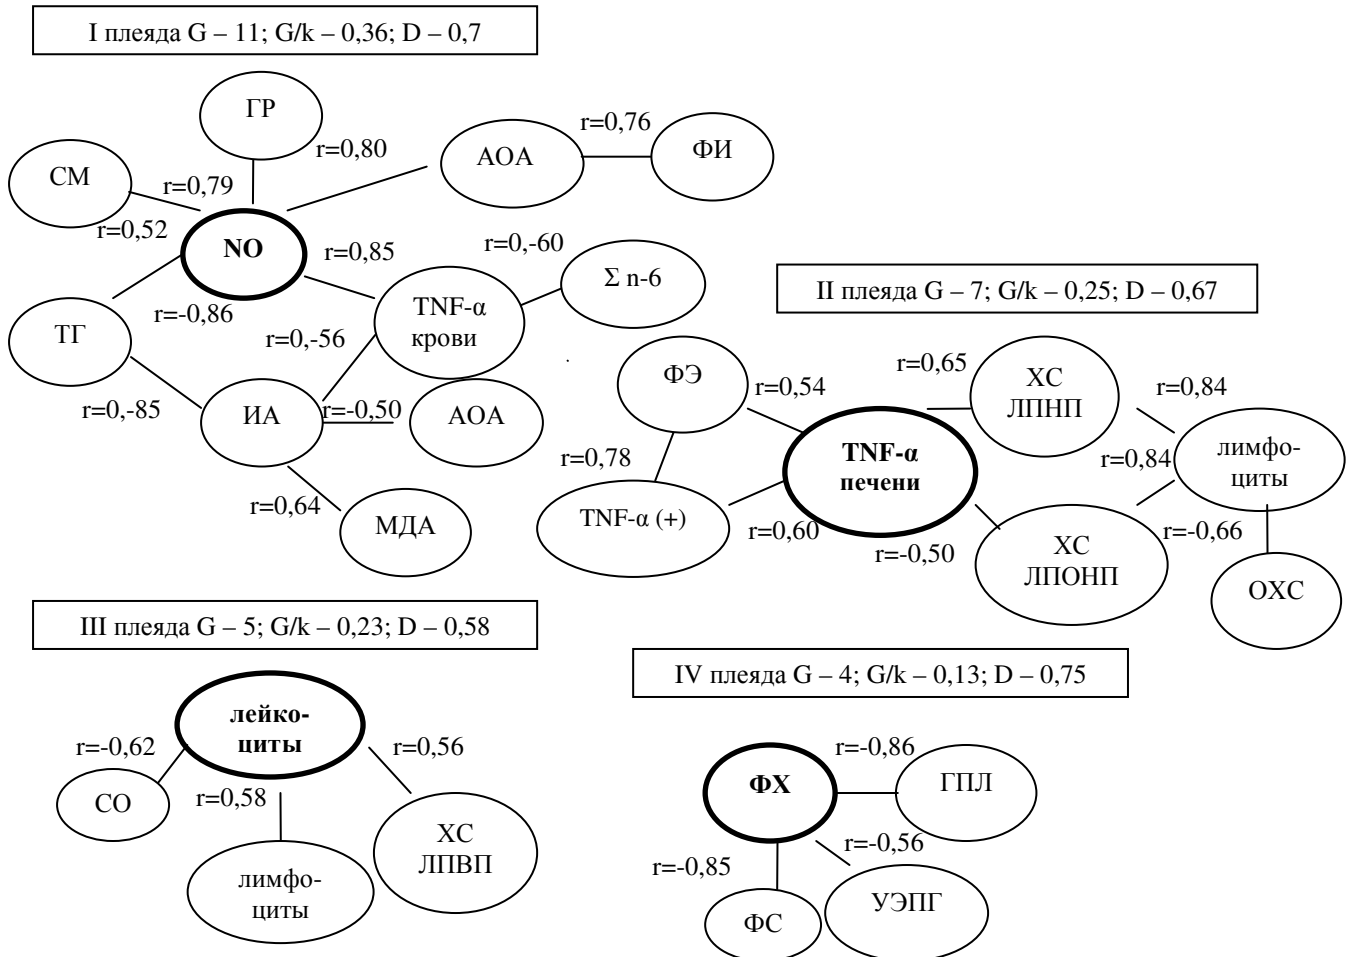 I плеяда G – 11; G/k – 0,36; D – 0,7
ГР
r=0,80
r=0,76
АОА
ФИ
СМ
r=0,79
r=0,52
NO
r=0,85
r=0,-60
Σ n-6
r=-0,86
TNF-α
крови
ТГ
r=0,-56
r=0,-85
ИА
r=-0,50
АОА
r=0,64
МДА
II плеяда G – 7; G/k – 0,25; D – 0,67
ФЭ
r=0,54
r=0,65
ХС
ЛПНП
r=0,84
r=0,78
TNF-α
печени
r=0,84
лимфо-
циты
TNF-α (+)
r=0,60
r=-0,50
ХС
ЛПОНП
r=-0,66
ОХС
III плеяда G – 5; G/k – 0,23; D – 0,58
лейко-
циты
r=-0,62
r=0,56
СО
r=0,58
ХС
ЛПВП
лимфо-
циты
IV плеяда G – 4; G/k – 0,13; D – 0,75
r=-0,86
ФХ
ГПЛ
r=-0,56
r=-0,85
ФС
УЭПГ